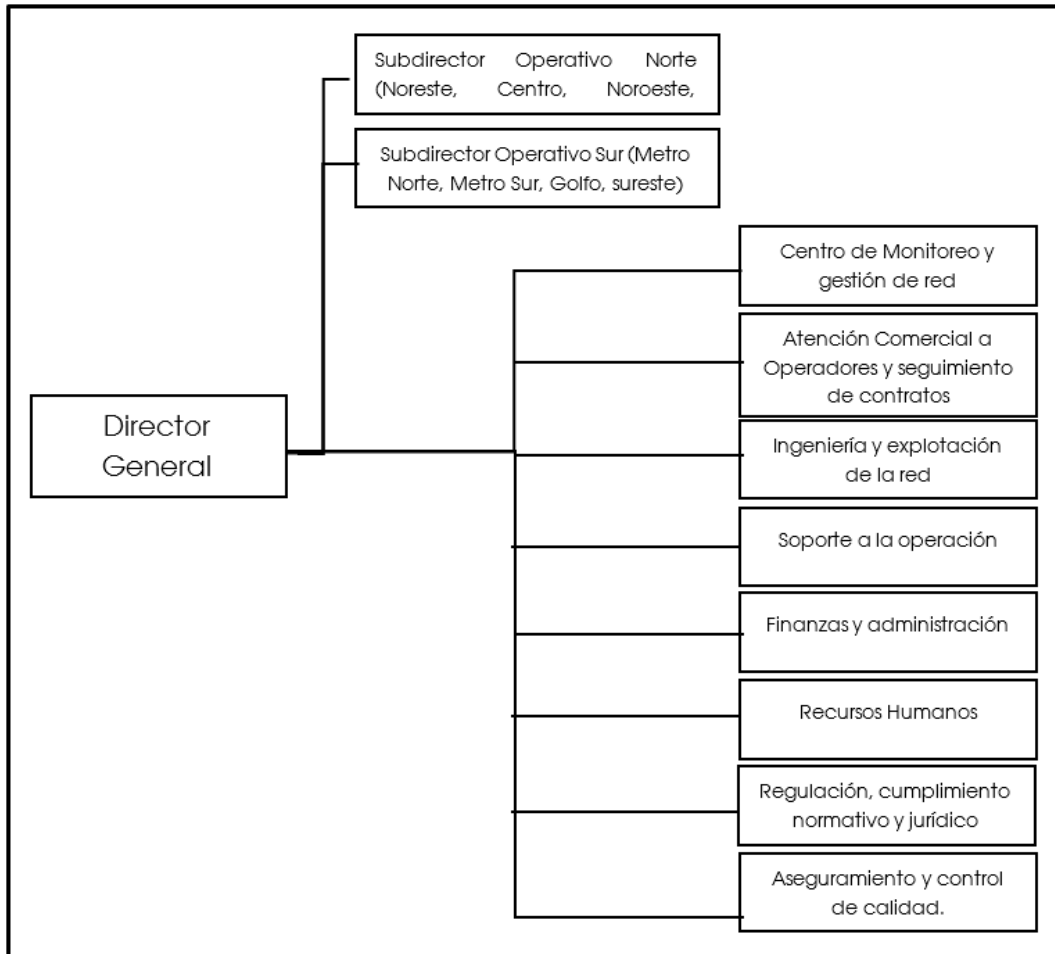 Subdirector Operativo Norte
(Noreste, Centro, Noroeste,
Subdirector Operativo Sur (Metro
Norte, Metro Sur, Golfo, sureste)
Centro de Monitoreo y
gestión de red
Atención Comercial a
Operadores y seguimiento
de contratos
Director
General
Ingeniería y explotación
de la red
Soporte a la operación
Finanzas y administración
Recursos Humanos
Regulación, cumplimiento
normativo y jurídico
Aseguramiento y control
de calidad.